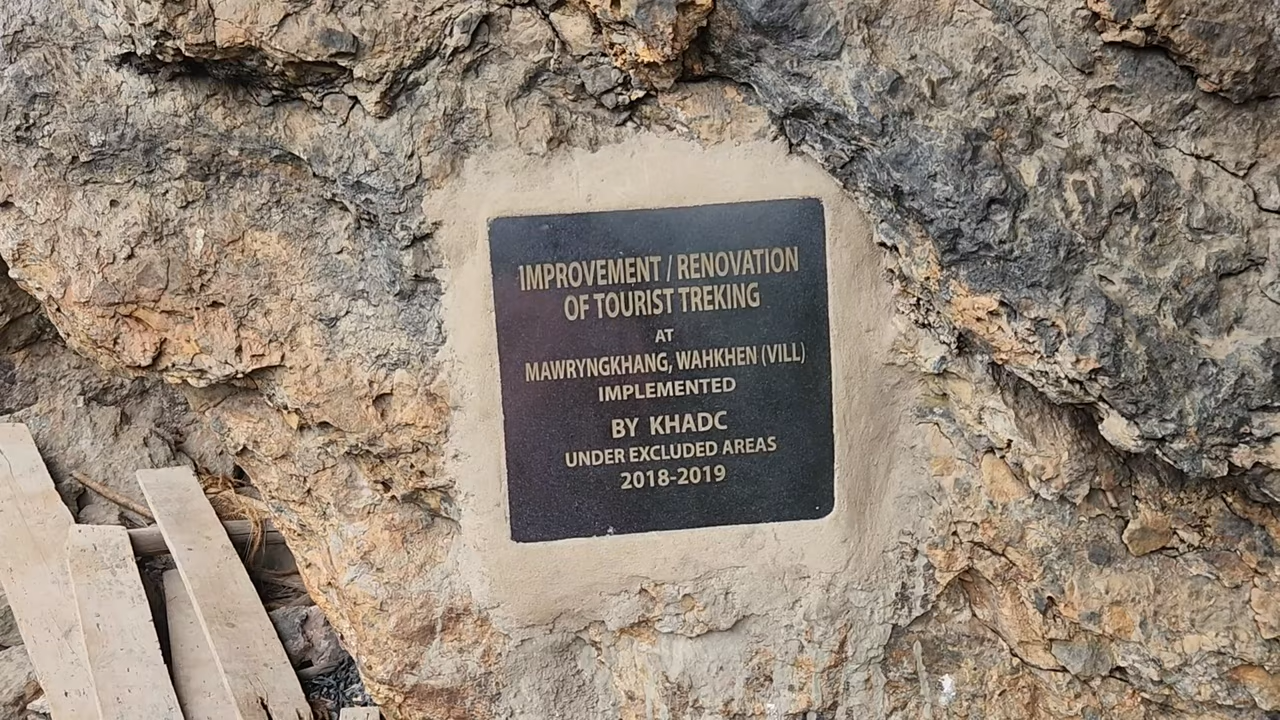 IMPROVEMENT / RENOVATION
OF TOURIST TREKING
AT
MAWRYNGKHANG, WAHKHEN (VILL)
IMPLEMENTED
BY KHADC
UNDER EXCLUDED AREAS
2018-2019